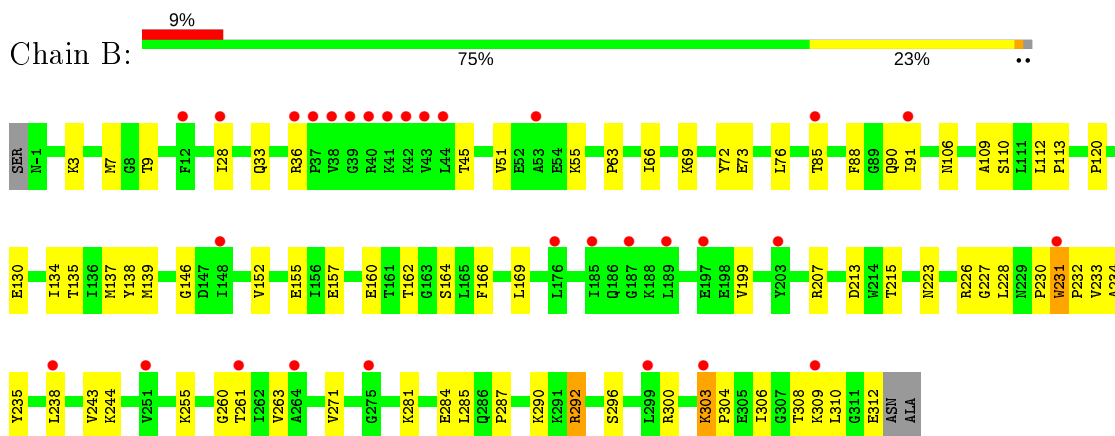 9%
Chain B:
75% 23% ••
SER N-1 K3 M7 G8 T9 F12 I28 Q33 R36 P37 V38 G39 R40 K41 K42 V43 L44 T45 V51 E52 A53 E54 K55 P63 I66 K69 Y72 E73 L76 T85 F88 G89 Q90 I91 N106 A109 S110 L111 L112 P113 P120
E130 I134 T135 I136 M137 Y138 M139 G146 D147 I148 V152 E155 I156 E157 E160 T161 T162 G163 S164 L165 F166 L169 L176 I185 Q186 G187 K188 L189 E197 E198 V199 Y203 R207 D213 W214 T215 N223 R226 G227 L228 N229 P230 W231 P232 V233 A234
Y235 L238 V243 K244 V251 K255 G260 T261 I262 V263 A264 V271 G275 K281 E284 L285 Q286 P287 K290 K291 R292 S296 L299 R300 K303 P304 E305 I306 G307 T308 K309 L310 G311 E312 ASN ALA